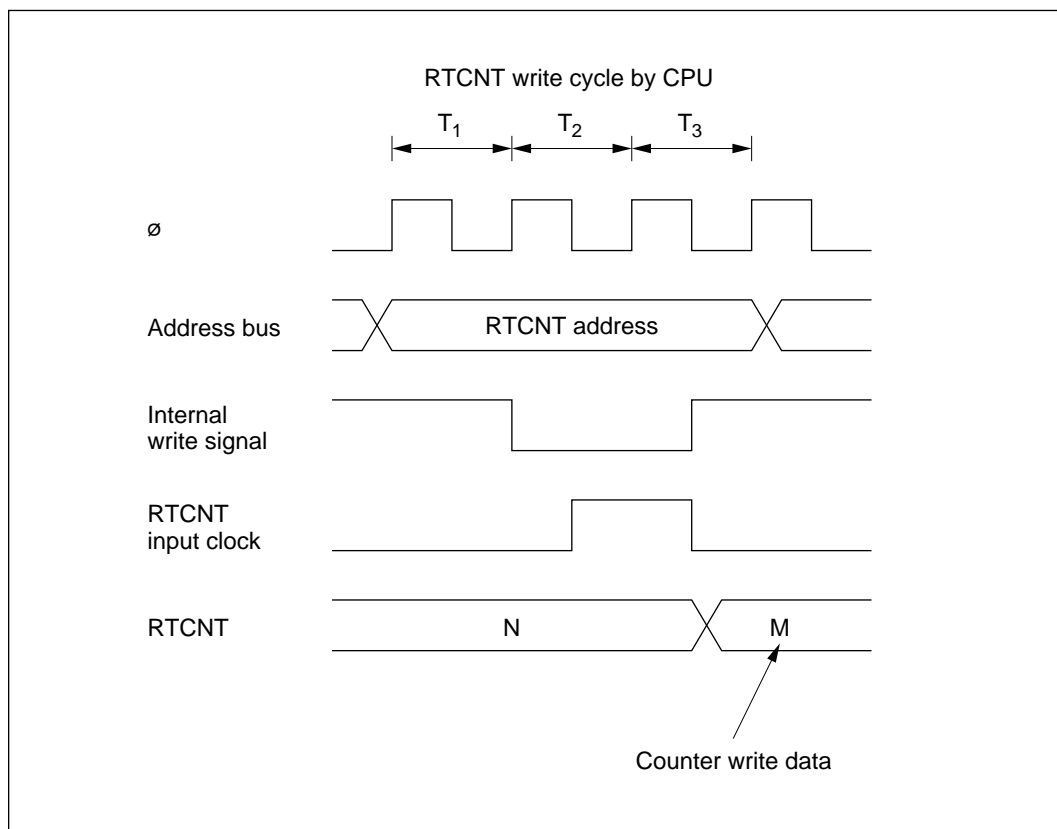 RTCNT write cycle by CPU
T1 T2 T3
ø
Address bus
RTCNT address
Internal
write signal
RTCNT
input clock
RTCNT
N
M
Counter write data